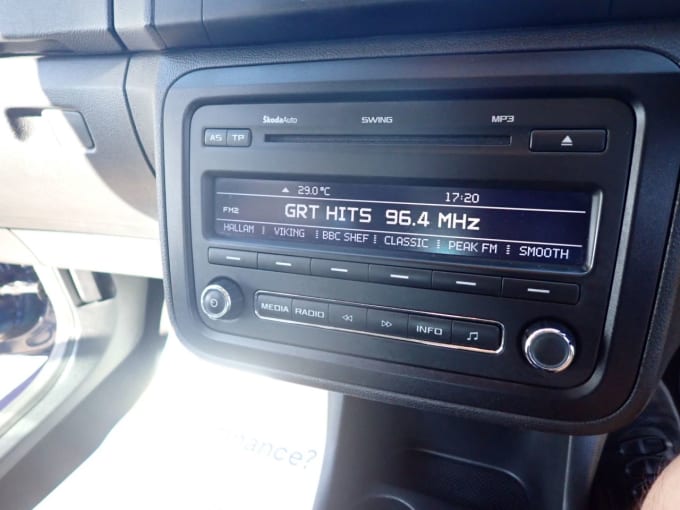 ŠkodaAuto SWING MP3
AS TP
29.0°C 17:20
FM2 GRT HITS 96.4 MHz
HALLAM VIKING BBC SHEF CLASSIC PEAK FM SMOOTH
MEDIA RADIO INFO